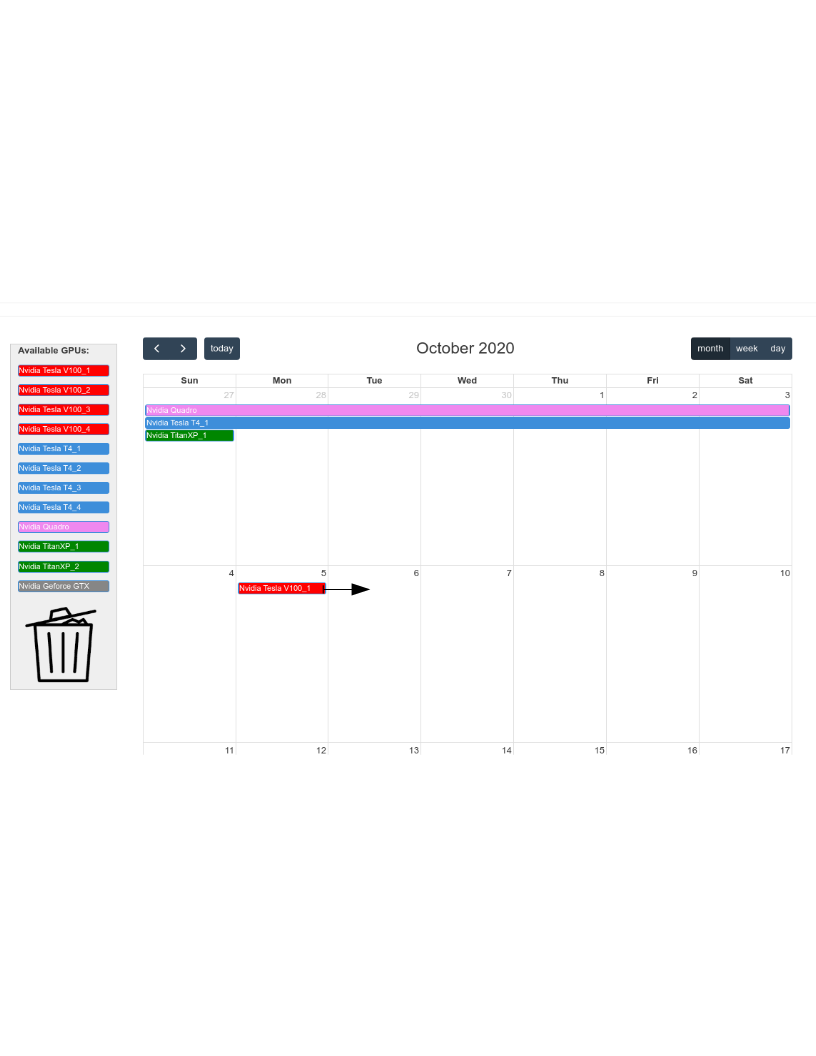 Available GPUs:
Nvidia Tesla V100_1
Nvidia Tesla V100_2
Nvidia Tesla V100_3
Nvidia Tesla V100_4
Nvidia Tesla T4_1
Nvidia Tesla T4_2
Nvidia Tesla T4_3
Nvidia Tesla T4_4
Nvidia Quadro
Nvidia TitanXP_1
Nvidia TitanXP_2
Nvidia Geforce GTX
today October 2020 month week day
Sun Mon Tue Wed Thu Fri Sat
27 28 29 30 1 2 3
Nvidia Quadro
Nvidia Tesla T4_1
Nvidia TitanXP_1
4 5 6 7 8 9 10
Nvidia Tesla V100_1
11 12 13 14 15 16 17